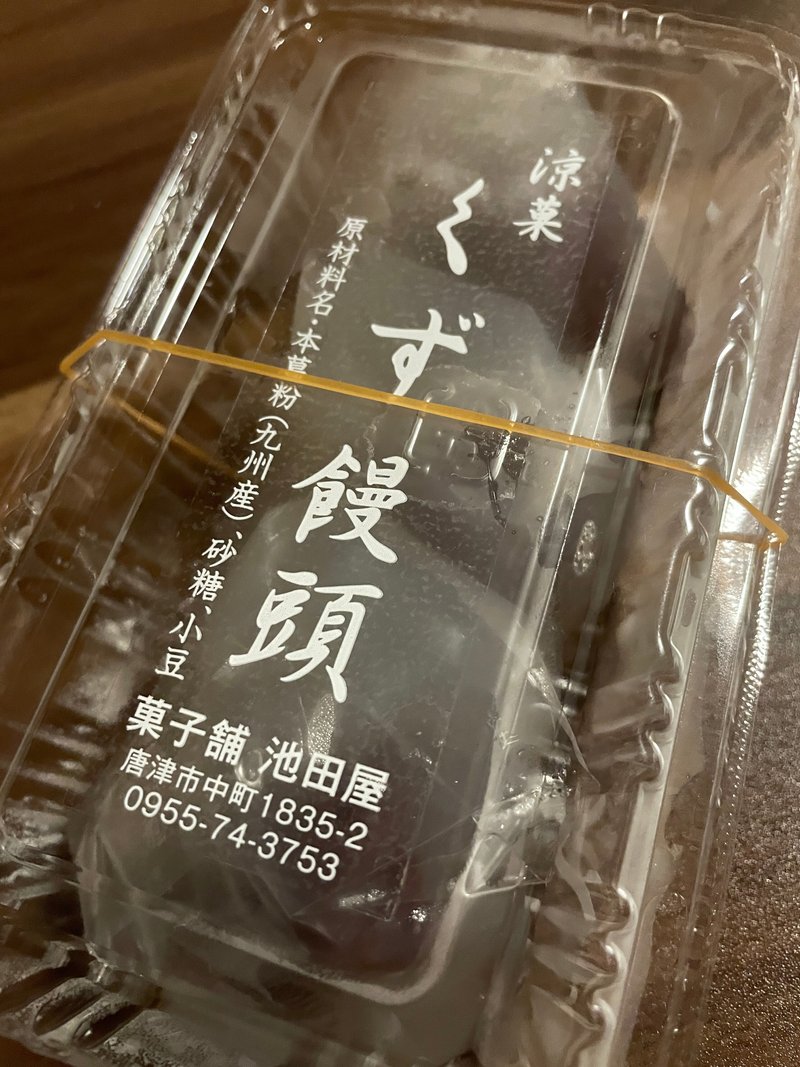 涼菓
くず饅頭
原材料名・本葛粉(九州産)、砂糖、小豆
菓子舗 池田屋
唐津市中町1835-2
0955-74-3753